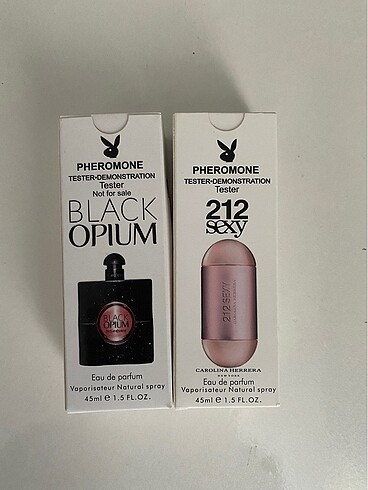 PHEROMONE
TESTER-DEMONSTRATION
Tester
Not for sale
BLACK
OPIUM
BLACK
OPIUM
Eau de parfum
Vaporisateur Natural spray
45ml e 1.5 FL.OZ.
PHEROMONE
TESTER-DEMONSTRATION
Tester
212
sexy
212 SEXY
CAROLINA HERRERA
NEW YORK
Eau de parfum
Vaporisateur Natural spray
45ml e 1.5 FL.OZ.